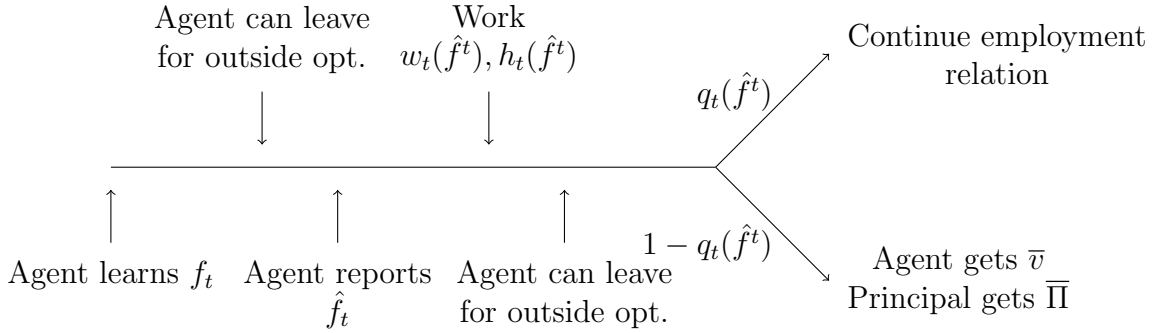 Agent can leave
for outside opt.
Work
$w_t(\hat{f}^t), h_t(\hat{f}^t)$
Continue employment
relation
$q_t(\hat{f}^t)$
$1 - q_t(\hat{f}^t)$
Agent learns $f_t$
Agent reports
$\hat{f}_t$
Agent can leave
for outside opt.
Agent gets $\overline{v}$
Principal gets $\overline{\Pi}$